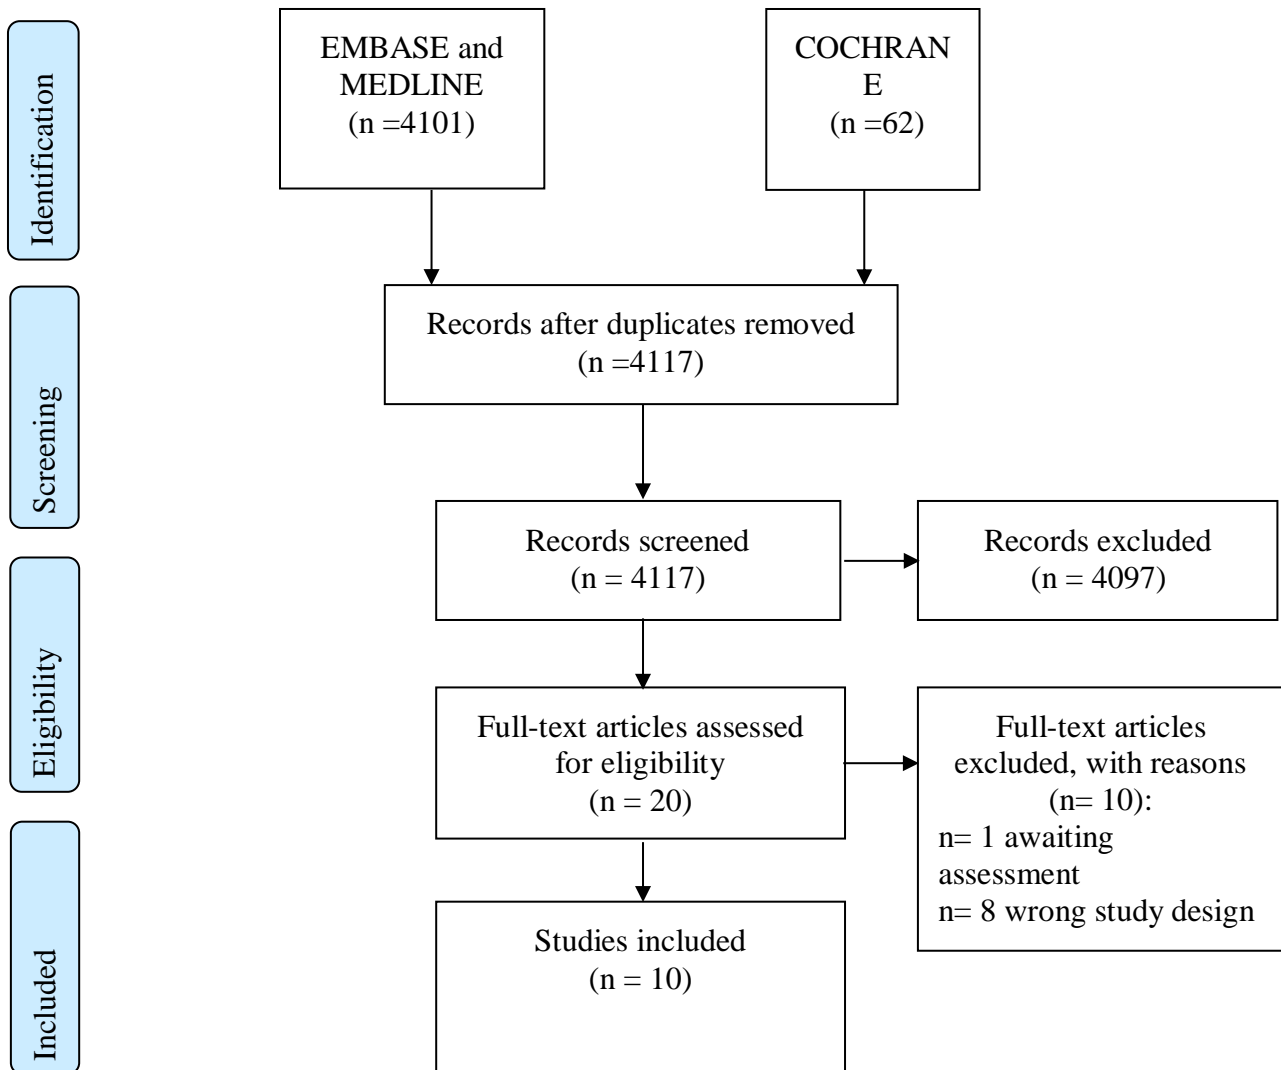 Identification
EMBASE and
MEDLINE
(n =4101)
COCHRAN
E
(n =62)
Screening
Records after duplicates removed
(n =4117)
Records screened
(n = 4117)
Records excluded
(n = 4097)
Eligibility
Full-text articles assessed
for eligibility
(n = 20)
Full-text articles
excluded, with reasons
(n= 10):
n= 1 awaiting
assessment
n= 8 wrong study design
Included
Studies included
(n = 10)